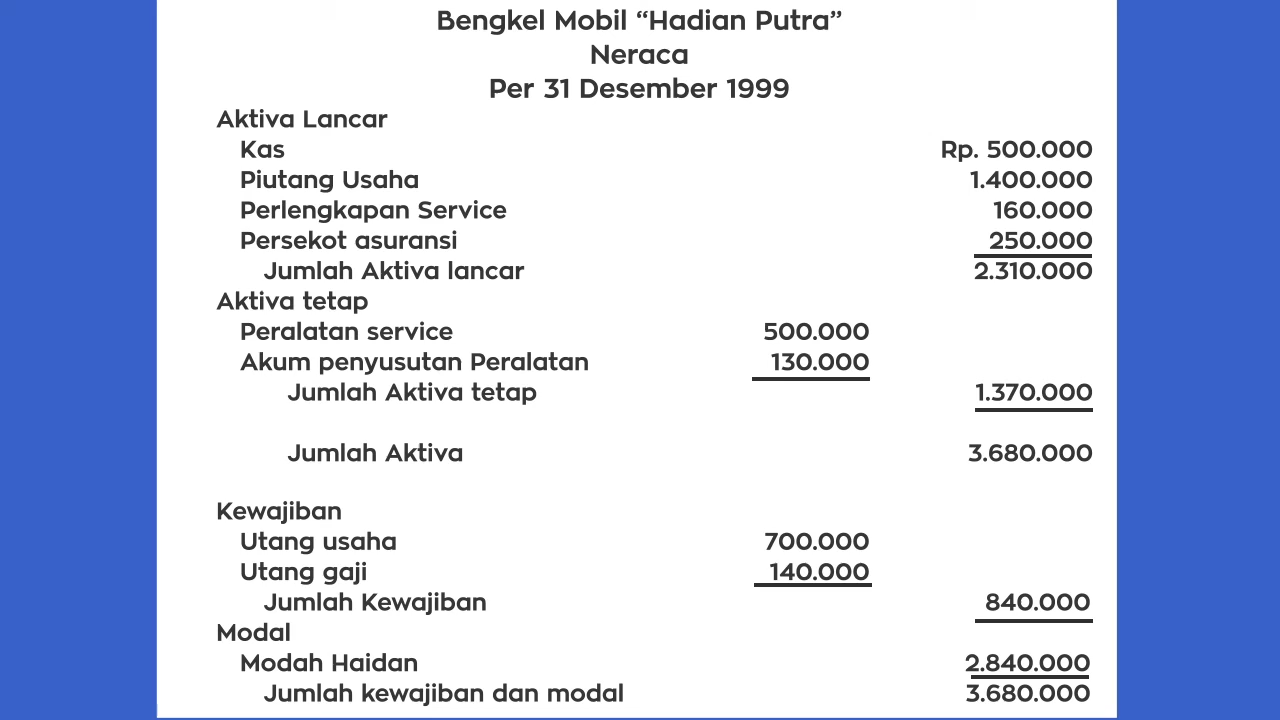 Bengkel Mobil “Hadian Putra”
Neraca
Per 31 Desember 1999
Aktiva Lancar
Kas Rp. 500.000
Piutang Usaha 1.400.000
Perlengkapan Service 160.000
Persekot asuransi 250.000
Jumlah Aktiva lancar 2.310.000
Aktiva tetap
Peralatan service 500.000
Akum penyusutan Peralatan 130.000
Jumlah Aktiva tetap 1.370.000
Jumlah Aktiva 3.680.000
Kewajiban
Utang usaha 700.000
Utang gaji 140.000
Jumlah Kewajiban 840.000
Modal
Modah Haidan 2.840.000
Jumlah kewajiban dan modal 3.680.000